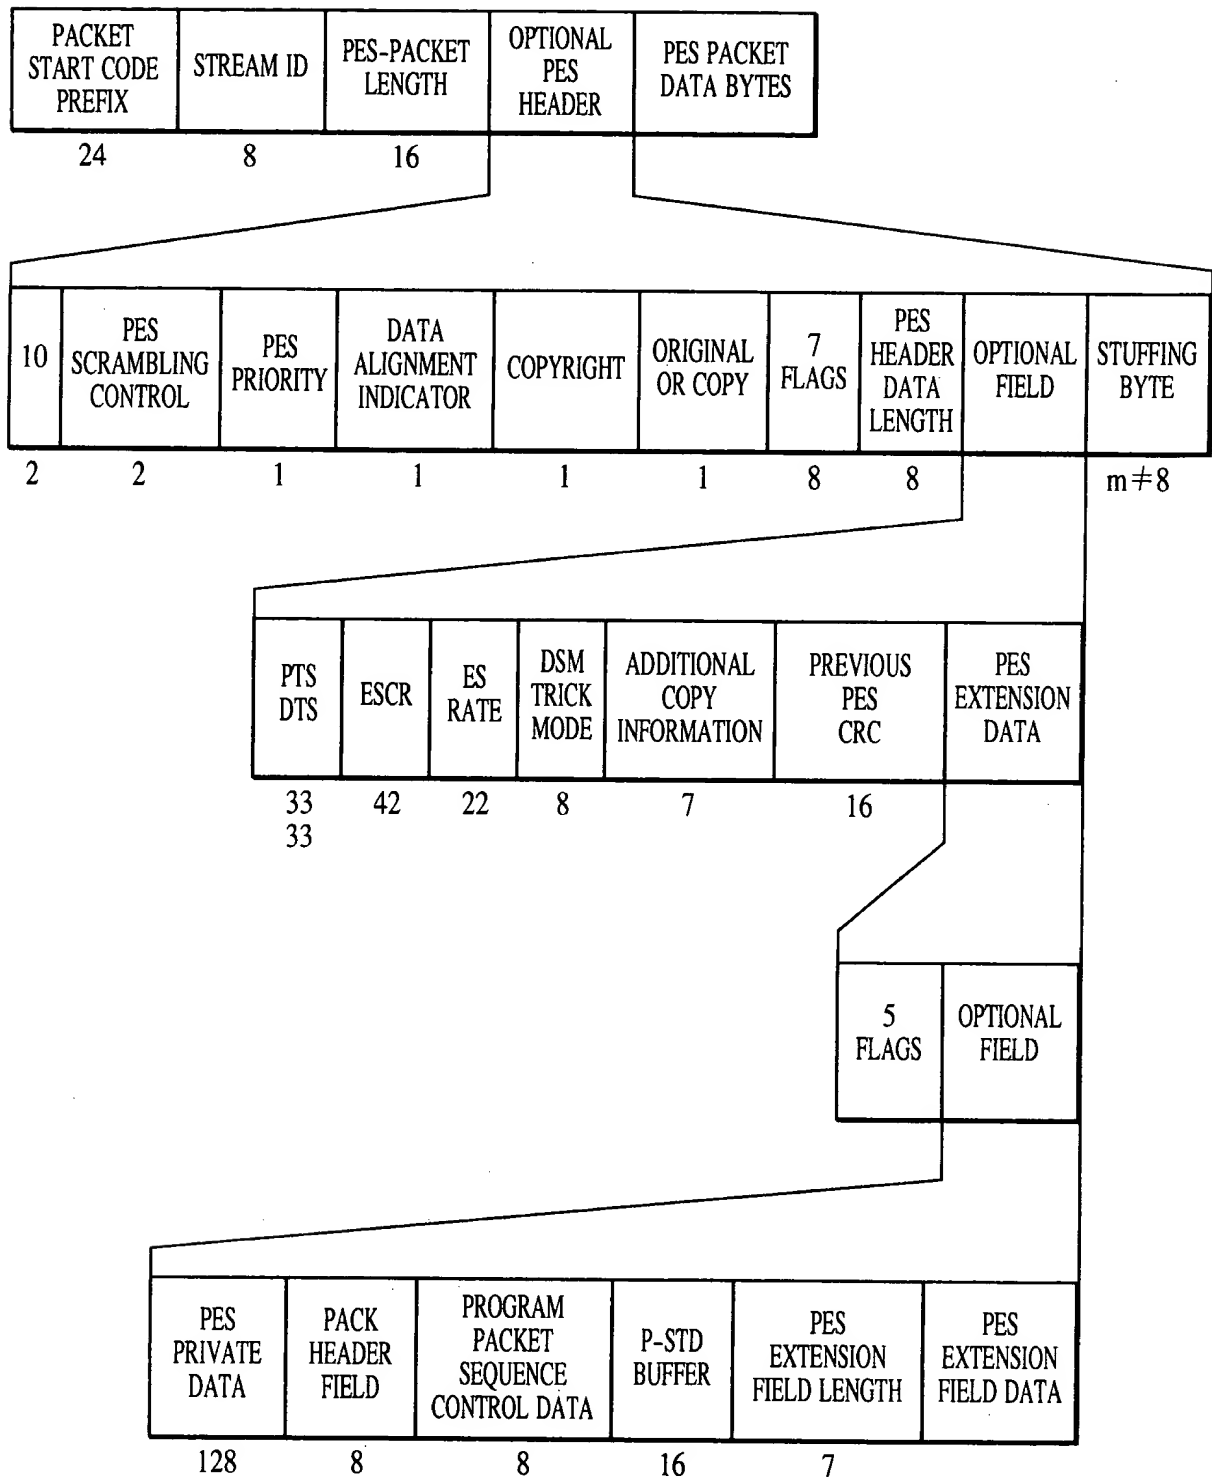 PACKET
START CODE
PREFIX
STREAM ID
PES-PACKET
LENGTH
OPTIONAL
PES
HEADER
PES PACKET
DATA BYTES
24
8
16
10
PES
SCRAMBLING
CONTROL
PES
PRIORITY
DATA
ALIGNMENT
INDICATOR
COPYRIGHT
ORIGINAL
OR COPY
7
FLAGS
PES
HEADER
DATA
LENGTH
OPTIONAL
FIELD
STUFFING
BYTE
2
2
1
1
1
1
8
8
m≠8
PTS
DTS
ESCR
ES
RATE
DSM
TRICK
MODE
ADDITIONAL
COPY
INFORMATION
PREVIOUS
PES
CRC
PES
EXTENSION
DATA
33
33
42
22
8
7
16
5
FLAGS
OPTIONAL
FIELD
PES
PRIVATE
DATA
PACK
HEADER
FIELD
PROGRAM
PACKET
SEQUENCE
CONTROL DATA
P-STD
BUFFER
PES
EXTENSION
FIELD LENGTH
PES
EXTENSION
FIELD DATA
128
8
8
16
7